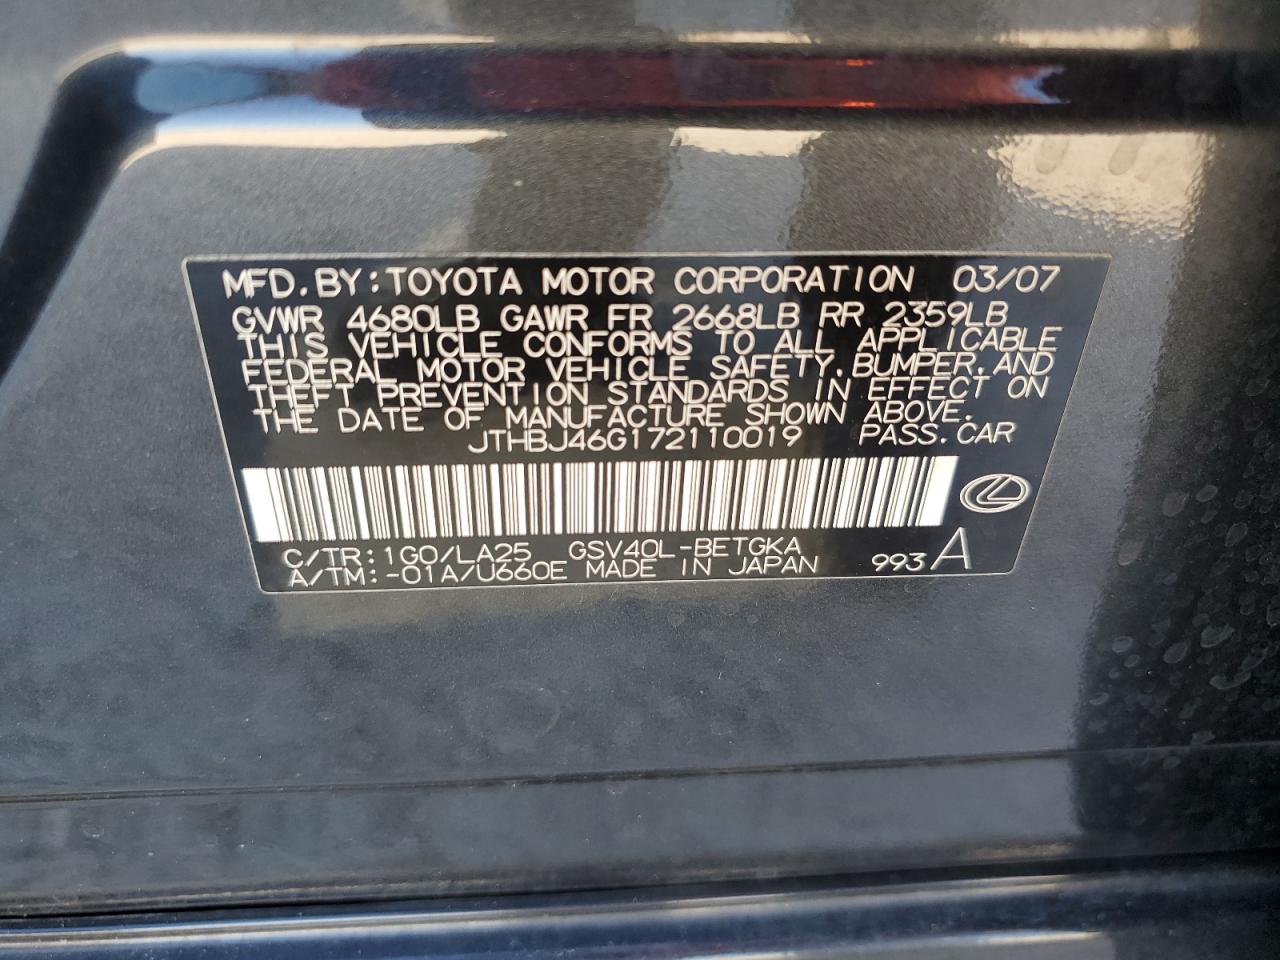 MFD.BY:TOYOTA MOTOR CORPORATION 03/07
GVWR 4680LB GAWR FR 2668LB RR 2359LB
THIS VEHICLE CONFORMS TO ALL APPLICABLE
FEDERAL MOTOR VEHICLE SAFETY,BUMPER,AND
THEFT PREVENTION STANDARDS IN EFFECT ON
THE DATE OF MANUFACTURE SHOWN ABOVE.
JTHBJ46G172110019 PASS.CAR
C/TR:1G0/LA25 GSV40L-BETGKA
A/TM:-01A/U660E MADE IN JAPAN 993A